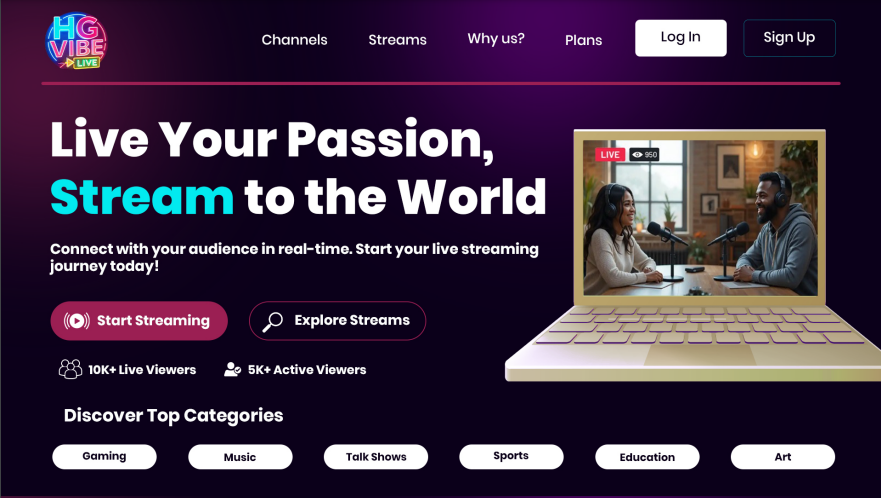 HG
VIBE
LIVE
Channels Streams Why us? Plans Log In Sign Up
Live Your Passion,
Stream to the World
LIVE 950
Connect with your audience in real-time. Start your live streaming
journey today!
Start Streaming Explore Streams
10K+ Live Viewers 5K+ Active Viewers
Discover Top Categories
Gaming Music Talk Shows Sports Education Art